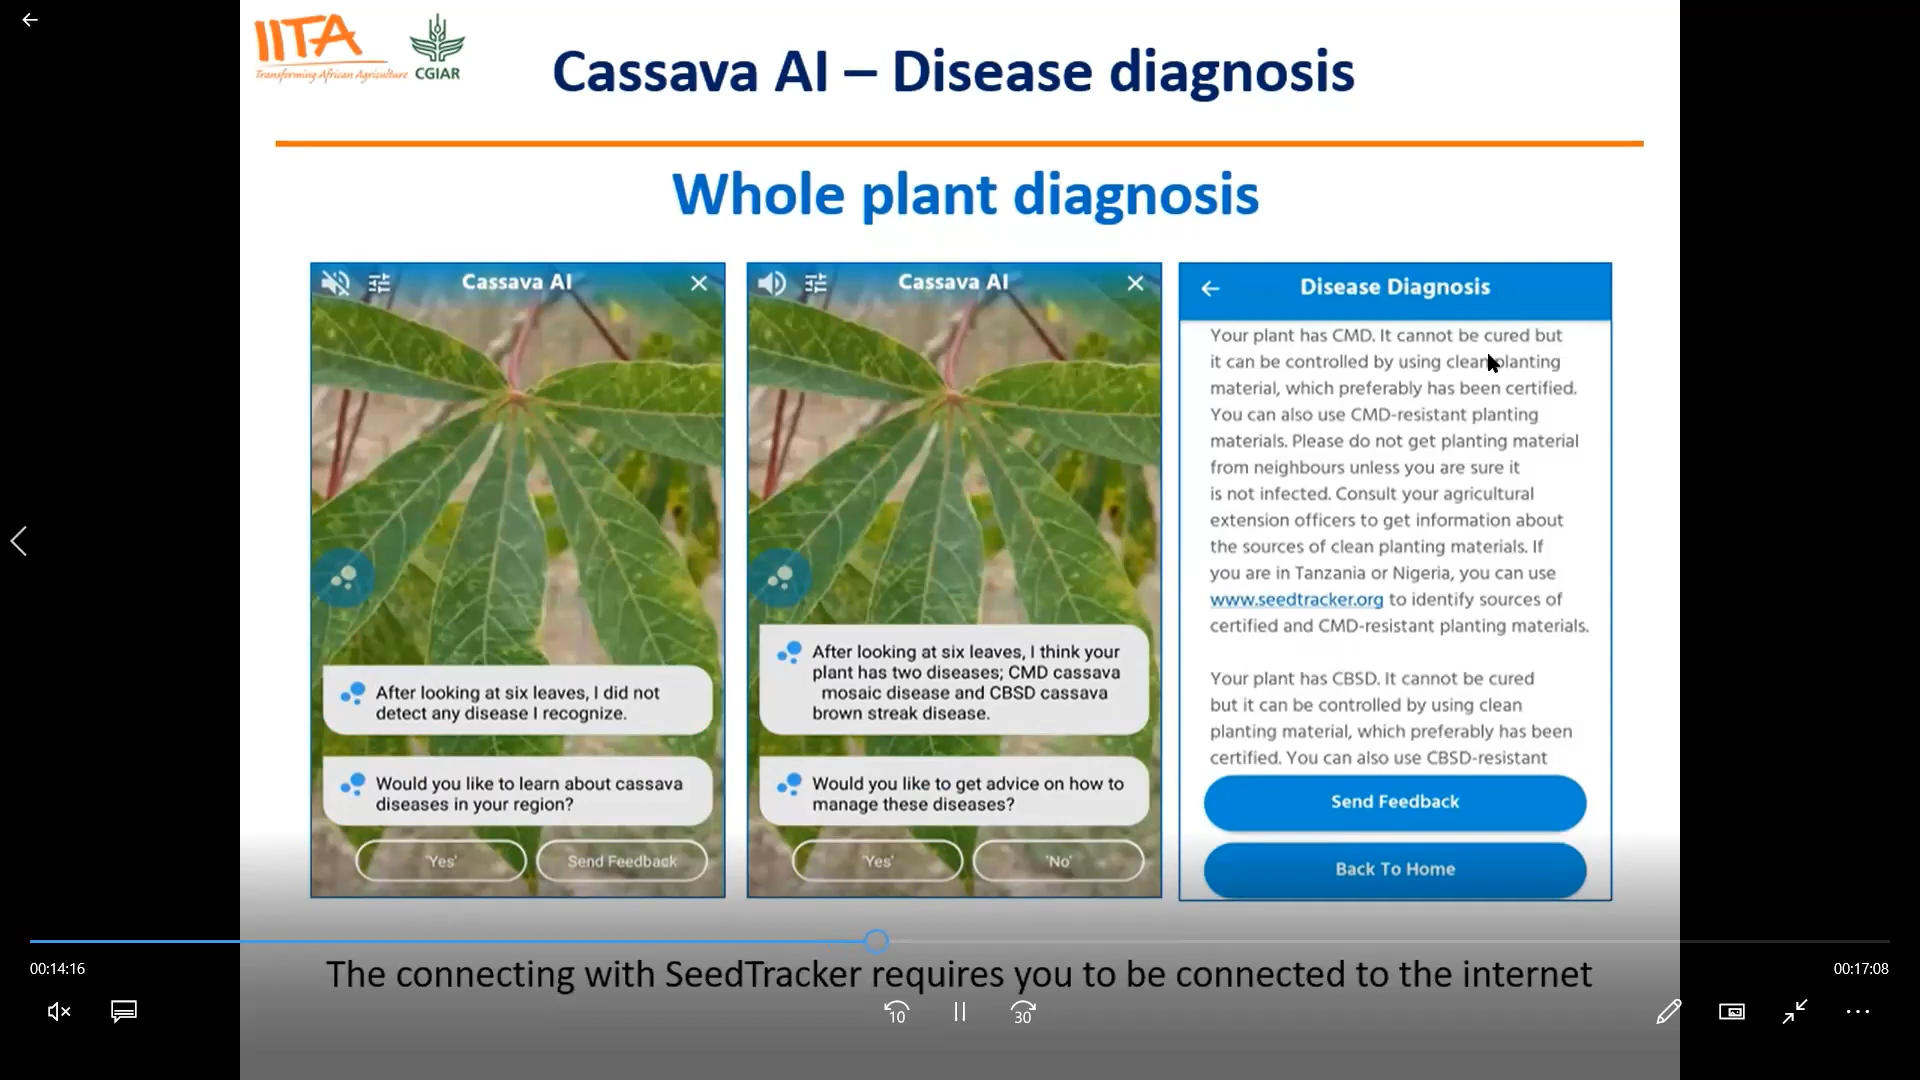 IITA
Transforming African Agriculture
CGIAR
Cassava AI – Disease diagnosis
Whole plant diagnosis
Cassava AI
After looking at six leaves, I did not
detect any disease I recognize.
Would you like to learn about cassava
diseases in your region?
'Yes'
Send Feedback
Cassava AI
After looking at six leaves, I think your
plant has two diseases; CMD cassava
mosaic disease and CBSD cassava
brown streak disease.
Would you like to get advice on how to
manage these diseases?
'Yes'
'No'
Disease Diagnosis
Your plant has CMD. It cannot be cured but
it can be controlled by using clean planting
material, which preferably has been certified.
You can also use CMD-resistant planting
materials. Please do not get planting material
from neighbours unless you are sure it
is not infected. Consult your agricultural
extension officers to get information about
the sources of clean planting materials. If
you are in Tanzania or Nigeria, you can use
www.seedtracker.org to identify sources of
certified and CMD-resistant planting materials.
Your plant has CBSD. It cannot be cured
but it can be controlled by using clean
planting material, which preferably has been
certified. You can also use CBSD-resistant
Send Feedback
Back To Home
00:14:16
00:17:08
The connecting with SeedTracker requires you to be connected to the internet
10
30